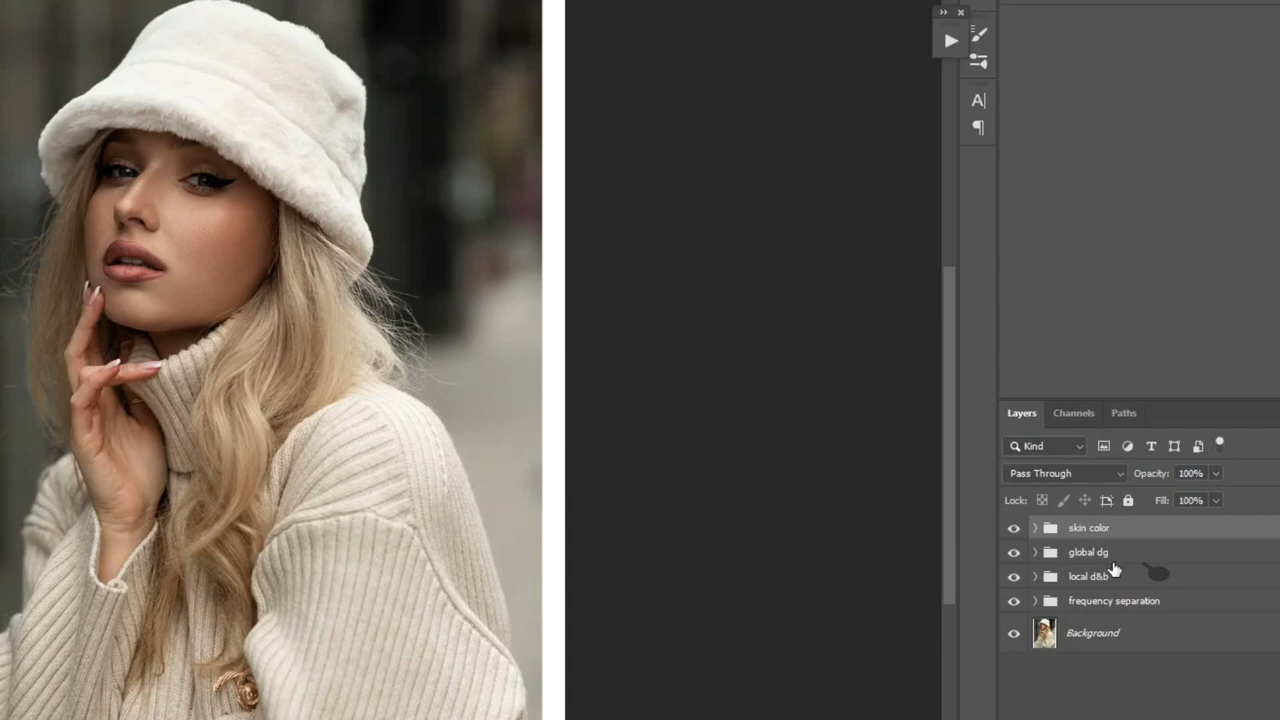 A|
Layers Channels Paths
Kind
Pass Through Opacity: 100%
Lock: Fill: 100%
skin color
global dg
local d&b
frequency separation
Background